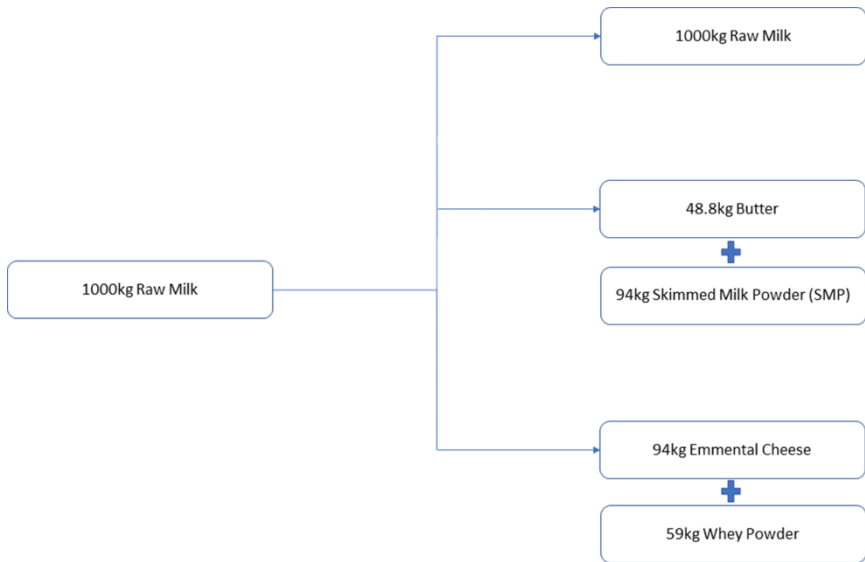 1000kg Raw Milk
1000kg Raw Milk
48.8kg Butter
94kg Skimmed Milk Powder (SMP)
94kg Emmental Cheese
59kg Whey Powder